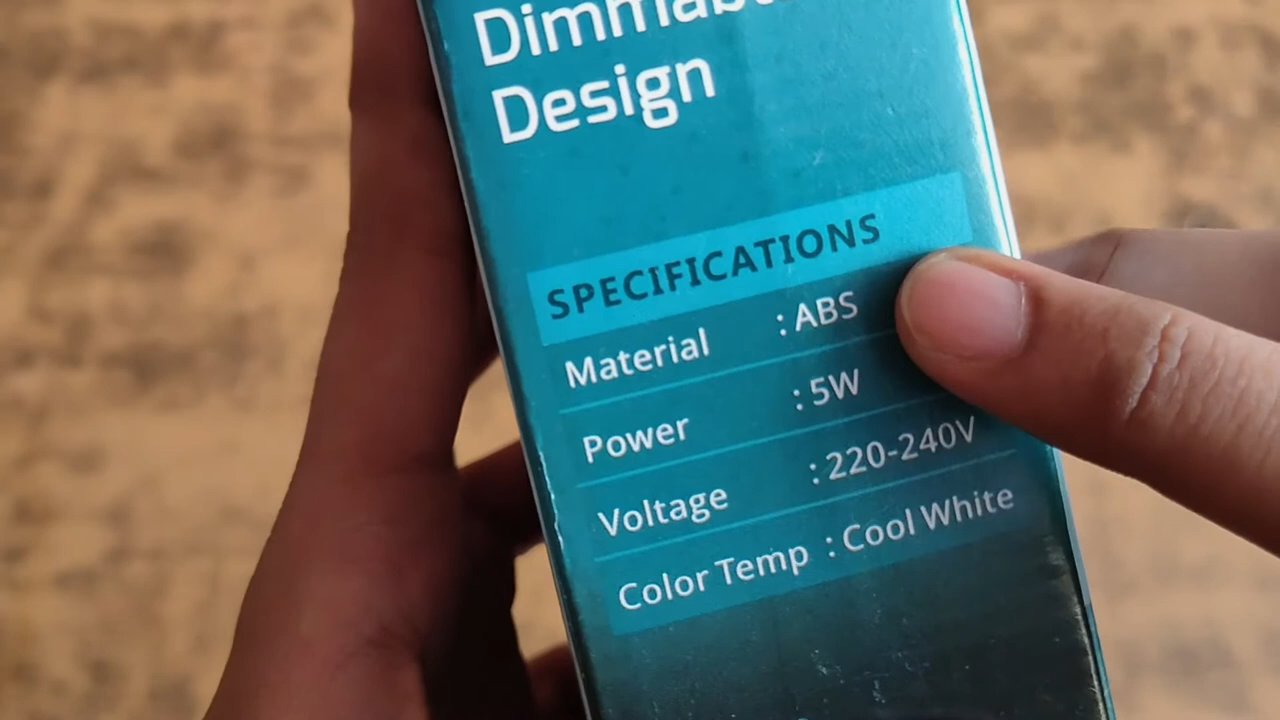 Design
SPECIFICATIONS
Material : ABS
Power : 5W
Voltage : 220-240V
Color Temp : Cool White